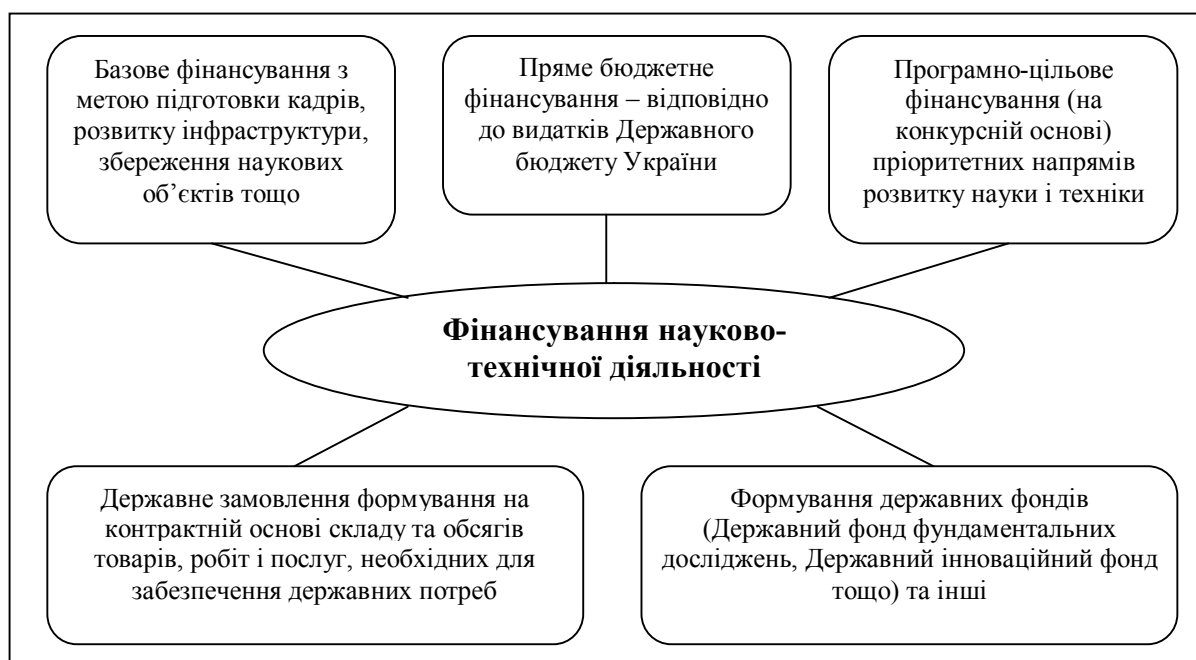 Базове фінансування з
метою підготовки кадрів,
розвитку інфраструктури,
збереження наукових
об’єктів тощо
Пряме бюджетне
фінансування – відповідно
до видатків Державного
бюджету України
Програмно-цільове
фінансування (на
конкурсній основі)
пріоритетних напрямів
розвитку науки і техніки
Фінансування науково-
технічної діяльності
Державне замовлення формування на
контрактній основі складу та обсягів
товарів, робіт і послуг, необхідних для
забезпечення державних потреб
Формування державних фондів
(Державний фонд фундаментальних
досліджень, Державний інноваційний фонд
тощо) та інші